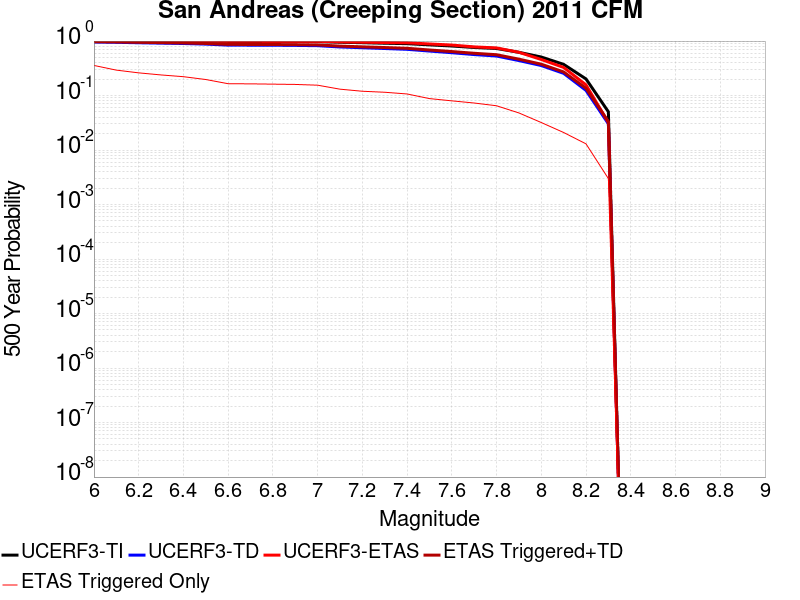 San Andreas (Creeping Section) 2011 CFM
10^0
10^-1
10^-2
10^-3
10^-4
10^-5
10^-6
10^-7
10^-8
500 Year Probability
6 6.2 6.4 6.6 6.8 7 7.2 7.4 7.6 7.8 8 8.2 8.4 8.6 8.8 9
Magnitude
UCERF3-TI UCERF3-TD UCERF3-ETAS ETAS Triggered+TD
ETAS Triggered Only